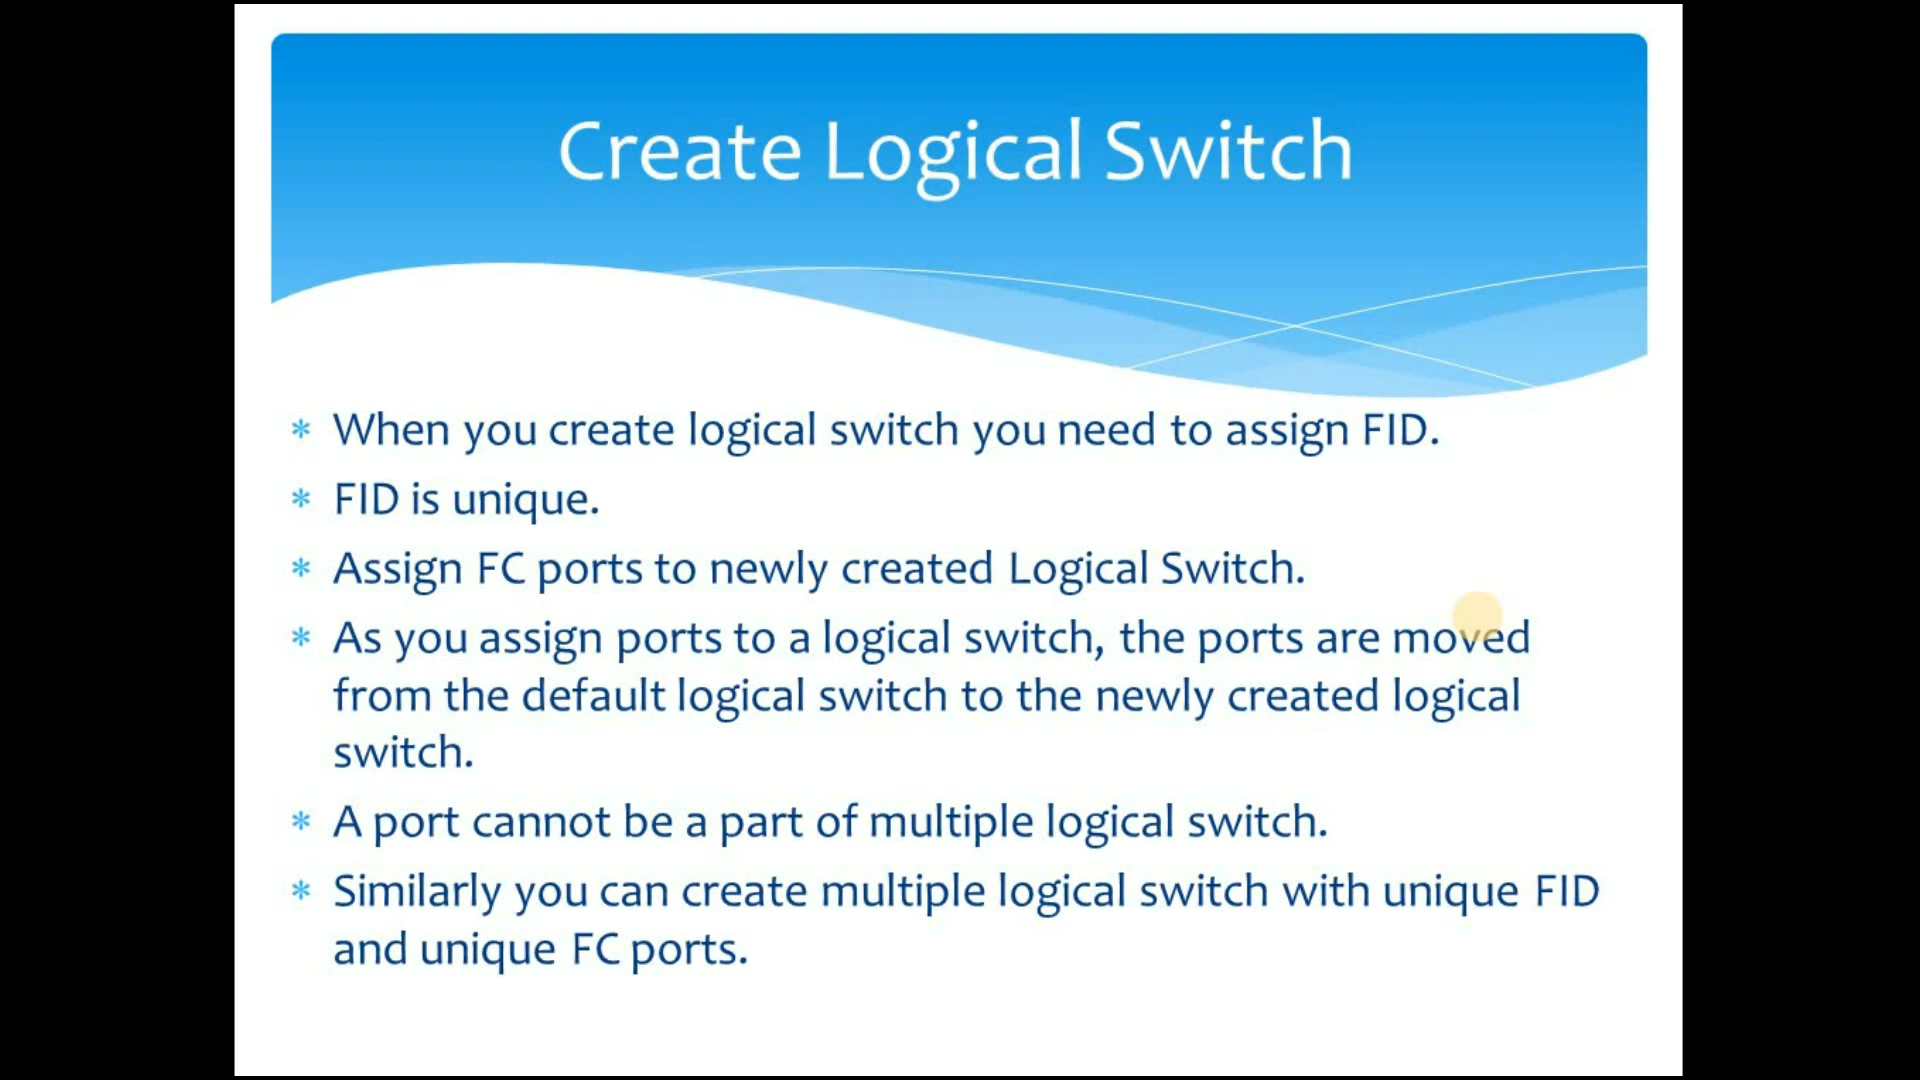 Create Logical Switch
* When you create logical switch you need to assign FID.
* FID is unique.
* Assign FC ports to newly created Logical Switch.
* As you assign ports to a logical switch, the ports are moved
from the default logical switch to the newly created logical
switch.
* A port cannot be a part of multiple logical switch.
* Similarly you can create multiple logical switch with unique FID
and unique FC ports.